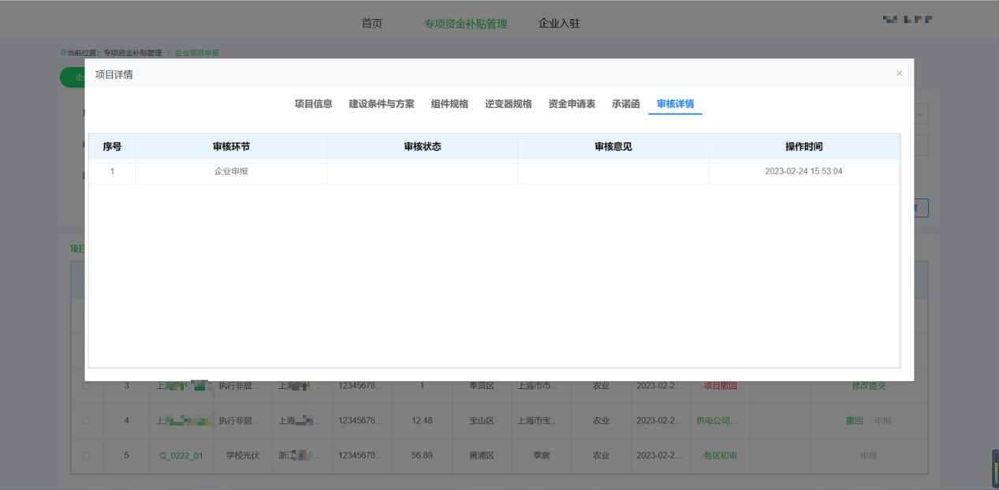 首页 专项资金补贴管理 企业入驻
当前位置: 专项资金补贴管理 > 企业项目申报
项目详情 ×
项目信息 建设条件与方案 组件规格 逆变器规格 资金申请表 承诺函 审核详情
序号 审核环节 审核状态 审核意见 操作时间
1 企业申报 2023-02-24 15:53:04
项目
3 上海 执行非居... 上海 ... 12345678... 1 奉贤区 上海市市... 农业 2023-02-2... 项目撤回 修改提交
4 上海 执行非居... 上海 ... 12345678... 12.48 宝山区 上海市宝... 农业 2023-02-2... 供电公司... 撤回 申报
5 Q_0222_01 学校光伏 浙江 ... 12345678... 56.89 黄浦区 泰宸 农业 2023-02-2... 各区初审 申报